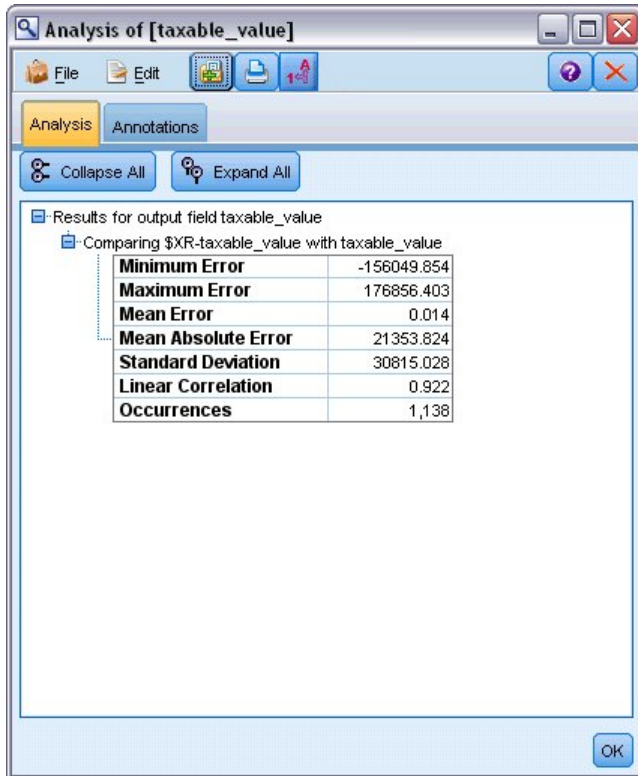 Analysis of [taxable_value]
File Edit
Analysis Annotations
Collapse All Expand All
Results for output field taxable_value
Comparing $XR-taxable_value with taxable_value
Minimum Error -156049.854
Maximum Error 176856.403
Mean Error 0.014
Mean Absolute Error 21353.824
Standard Deviation 30815.028
Linear Correlation 0.922
Occurrences 1,138
OK